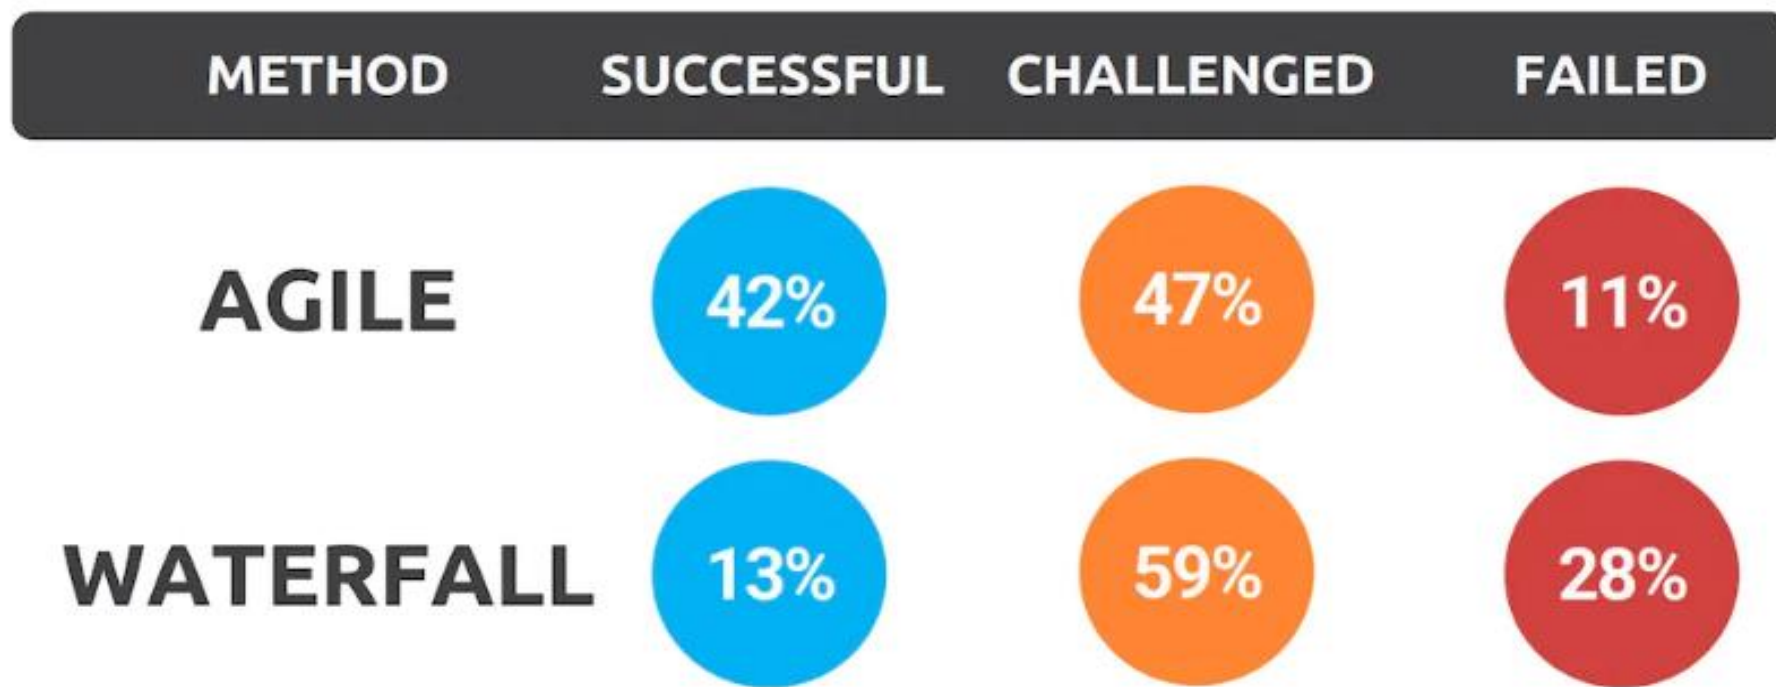 METHOD SUCCESSFUL CHALLENGED FAILED
AGILE 42% 47% 11%
WATERFALL 13% 59% 28%